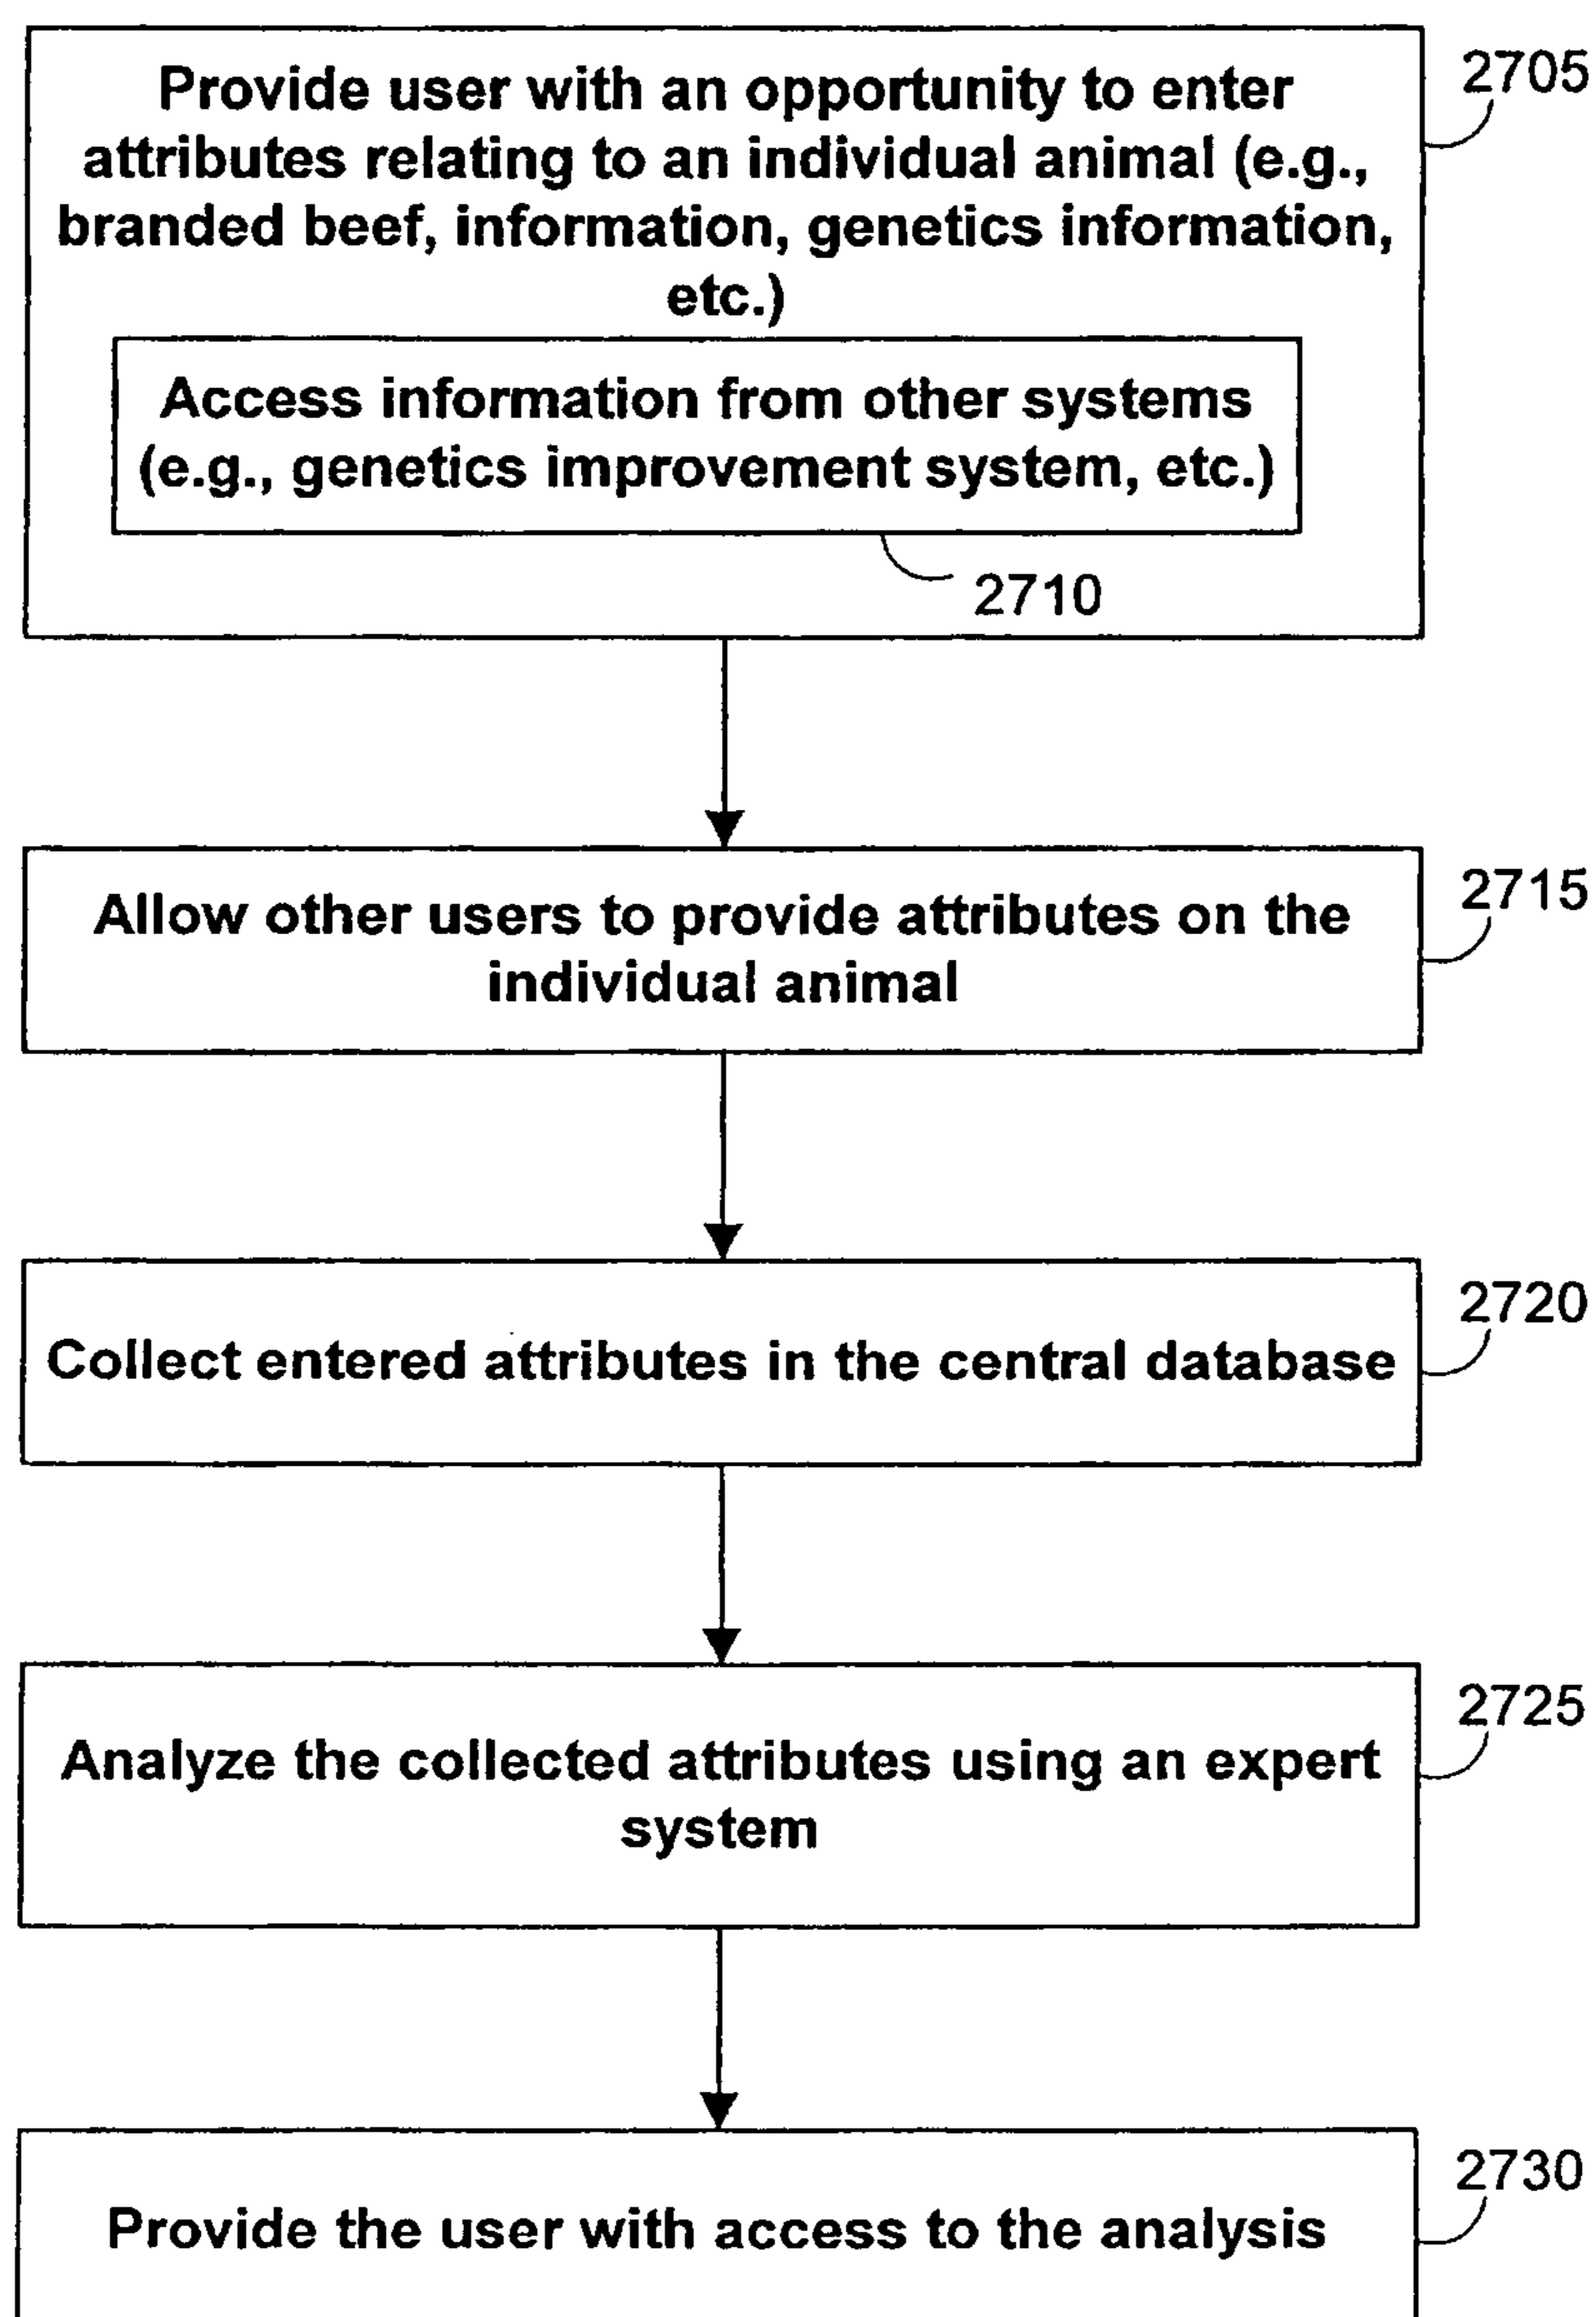 Provide user with an opportunity to enter
attributes relating to an individual animal (e.g.,
branded beef, information, genetics information,
etc.)
2705
Access information from other systems
(e.g., genetics improvement system, etc.)
2710
Allow other users to provide attributes on the
individual animal
2715
Collect entered attributes in the central database
2720
Analyze the collected attributes using an expert
system
2725
Provide the user with access to the analysis
2730